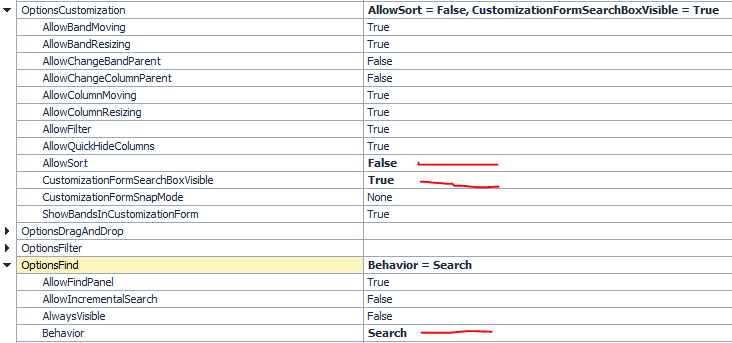 OptionsCustomization AllowSort = False, CustomizationFormSearchBoxVisible = True
AllowBandMoving True
AllowBandResizing True
AllowChangeBandParent False
AllowChangeColumnParent False
AllowColumnMoving True
AllowColumnResizing True
AllowFilter True
AllowQuickHideColumns True
AllowSort False
CustomizationFormSearchBoxVisible True
CustomizationFormSnapMode None
ShowBandsInCustomizationForm True
OptionsDragAndDrop
OptionsFilter
OptionsFind Behavior = Search
AllowFindPanel True
AllowIncrementalSearch False
AlwaysVisible False
Behavior Search